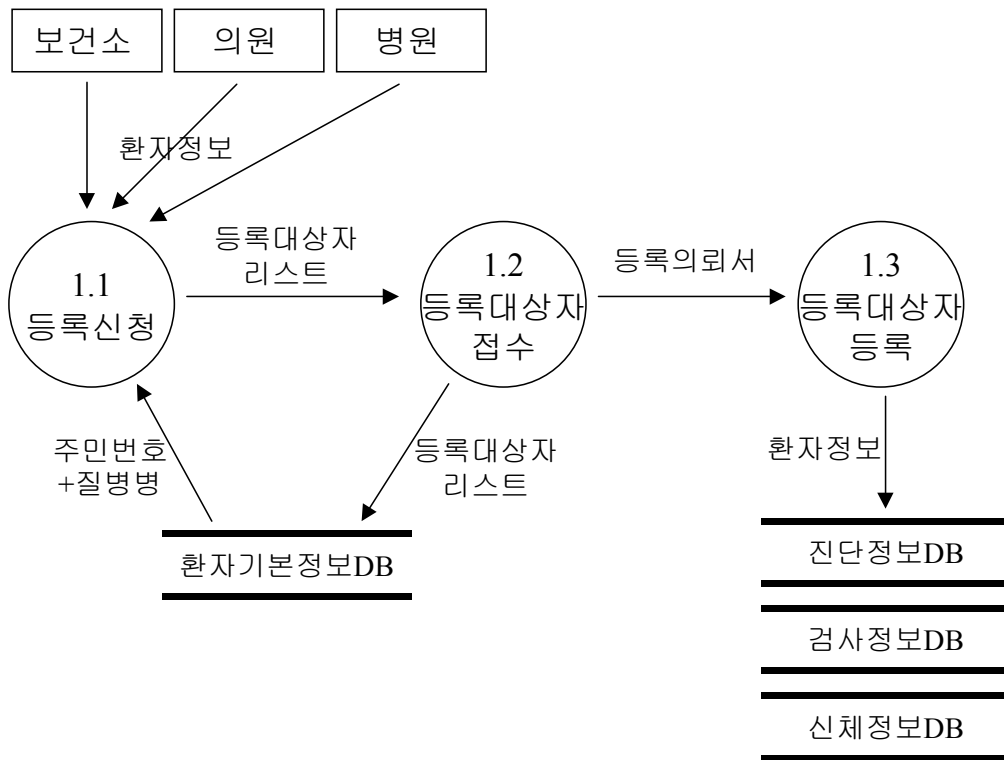 보건소
의원
병원
환자정보
1.1
등록신청
등록대상자
리스트
1.2
등록대상자
접수
등록의뢰서
1.3
등록대상자
등록
주민번호
+질병병
등록대상자
리스트
환자정보
환자기본정보DB
진단정보DB
검사정보DB
신체정보DB